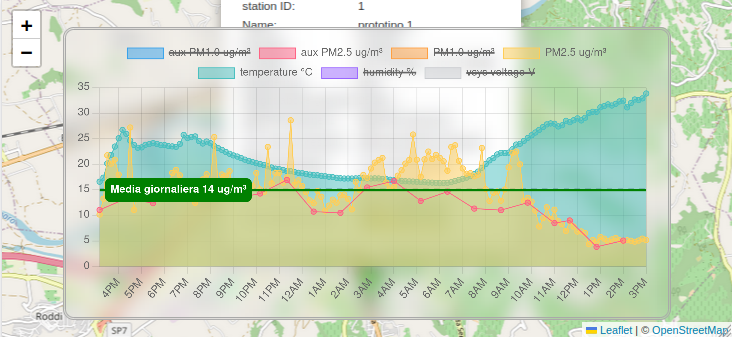 station ID: 1
Name: prototipo 1
+
−
aux PM1.0 ug/m³ aux PM2.5 ug/m³ PM1.0 ug/m³ PM2.5 ug/m³
temperature °C humidity % vsys voltage V
35
30
25
20
15
10
5
0
Media giornaliera 14 ug/m³
4PM 5PM 6PM 7PM 8PM 9PM 10PM 11PM 12AM 1AM 2AM 3AM 4AM 5AM 6AM 7AM 8AM 9AM 10AM 11AM 12PM 1PM 2PM 3PM
Roddi
SP7
Leaflet | © OpenStreetMap